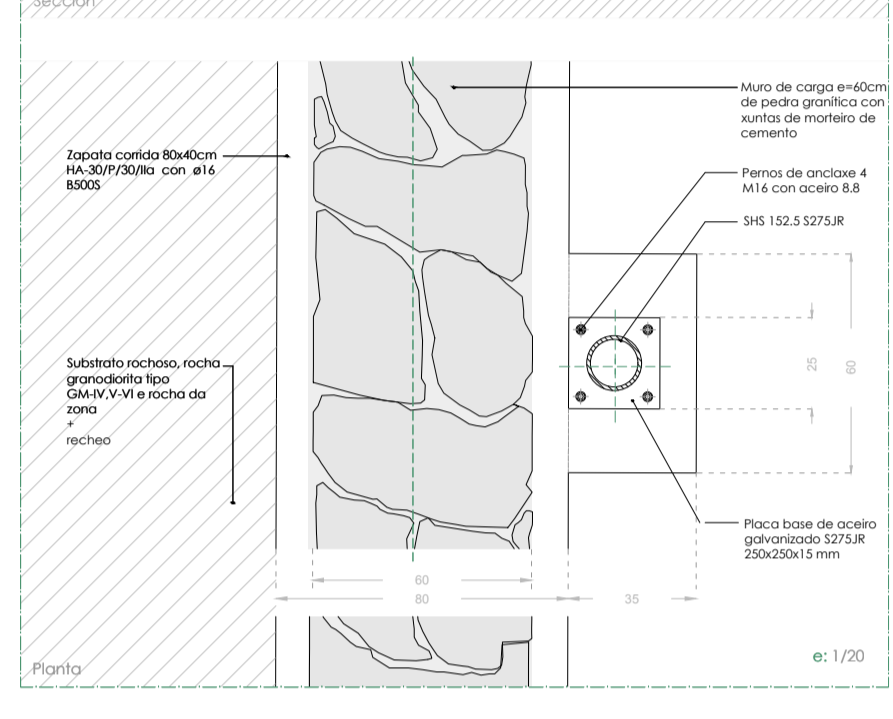 Sección
Zapata corrida 80x40cm
HA-30/P/30/IIa con ø16
B500S
Substrato rochoso, rocha
granodiorita tipo
GM-IV,V-VI e rocha da
zona
+
recheo
Muro de carga e=60cm
de pedra granítica con
xuntas de morteiro de
cemento
Pernos de anclaxe 4
M16 con aceiro 8.8
SHS 152.5 S275JR
25
60
Placa base de aceiro
galvanizado S275JR
250x250x15 mm
60
80
35
Planta
e: 1/20